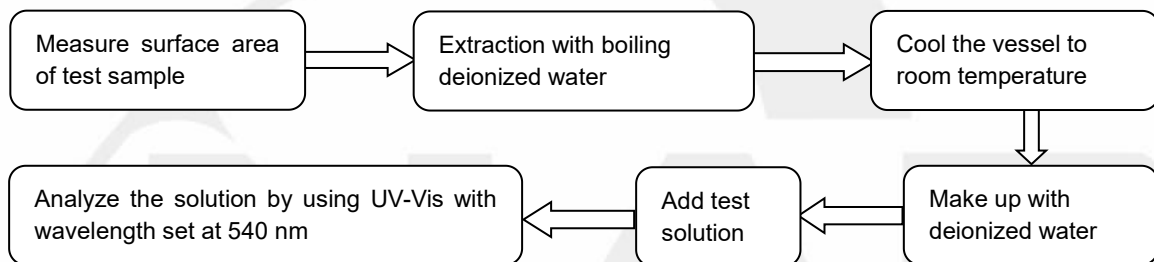 Measure surface area
of test sample
Extraction with boiling
deionized water
Cool the vessel to
room temperature
Make up with
deionized water
Add test
solution
Analyze the solution by using UV-Vis with
wavelength set at 540 nm